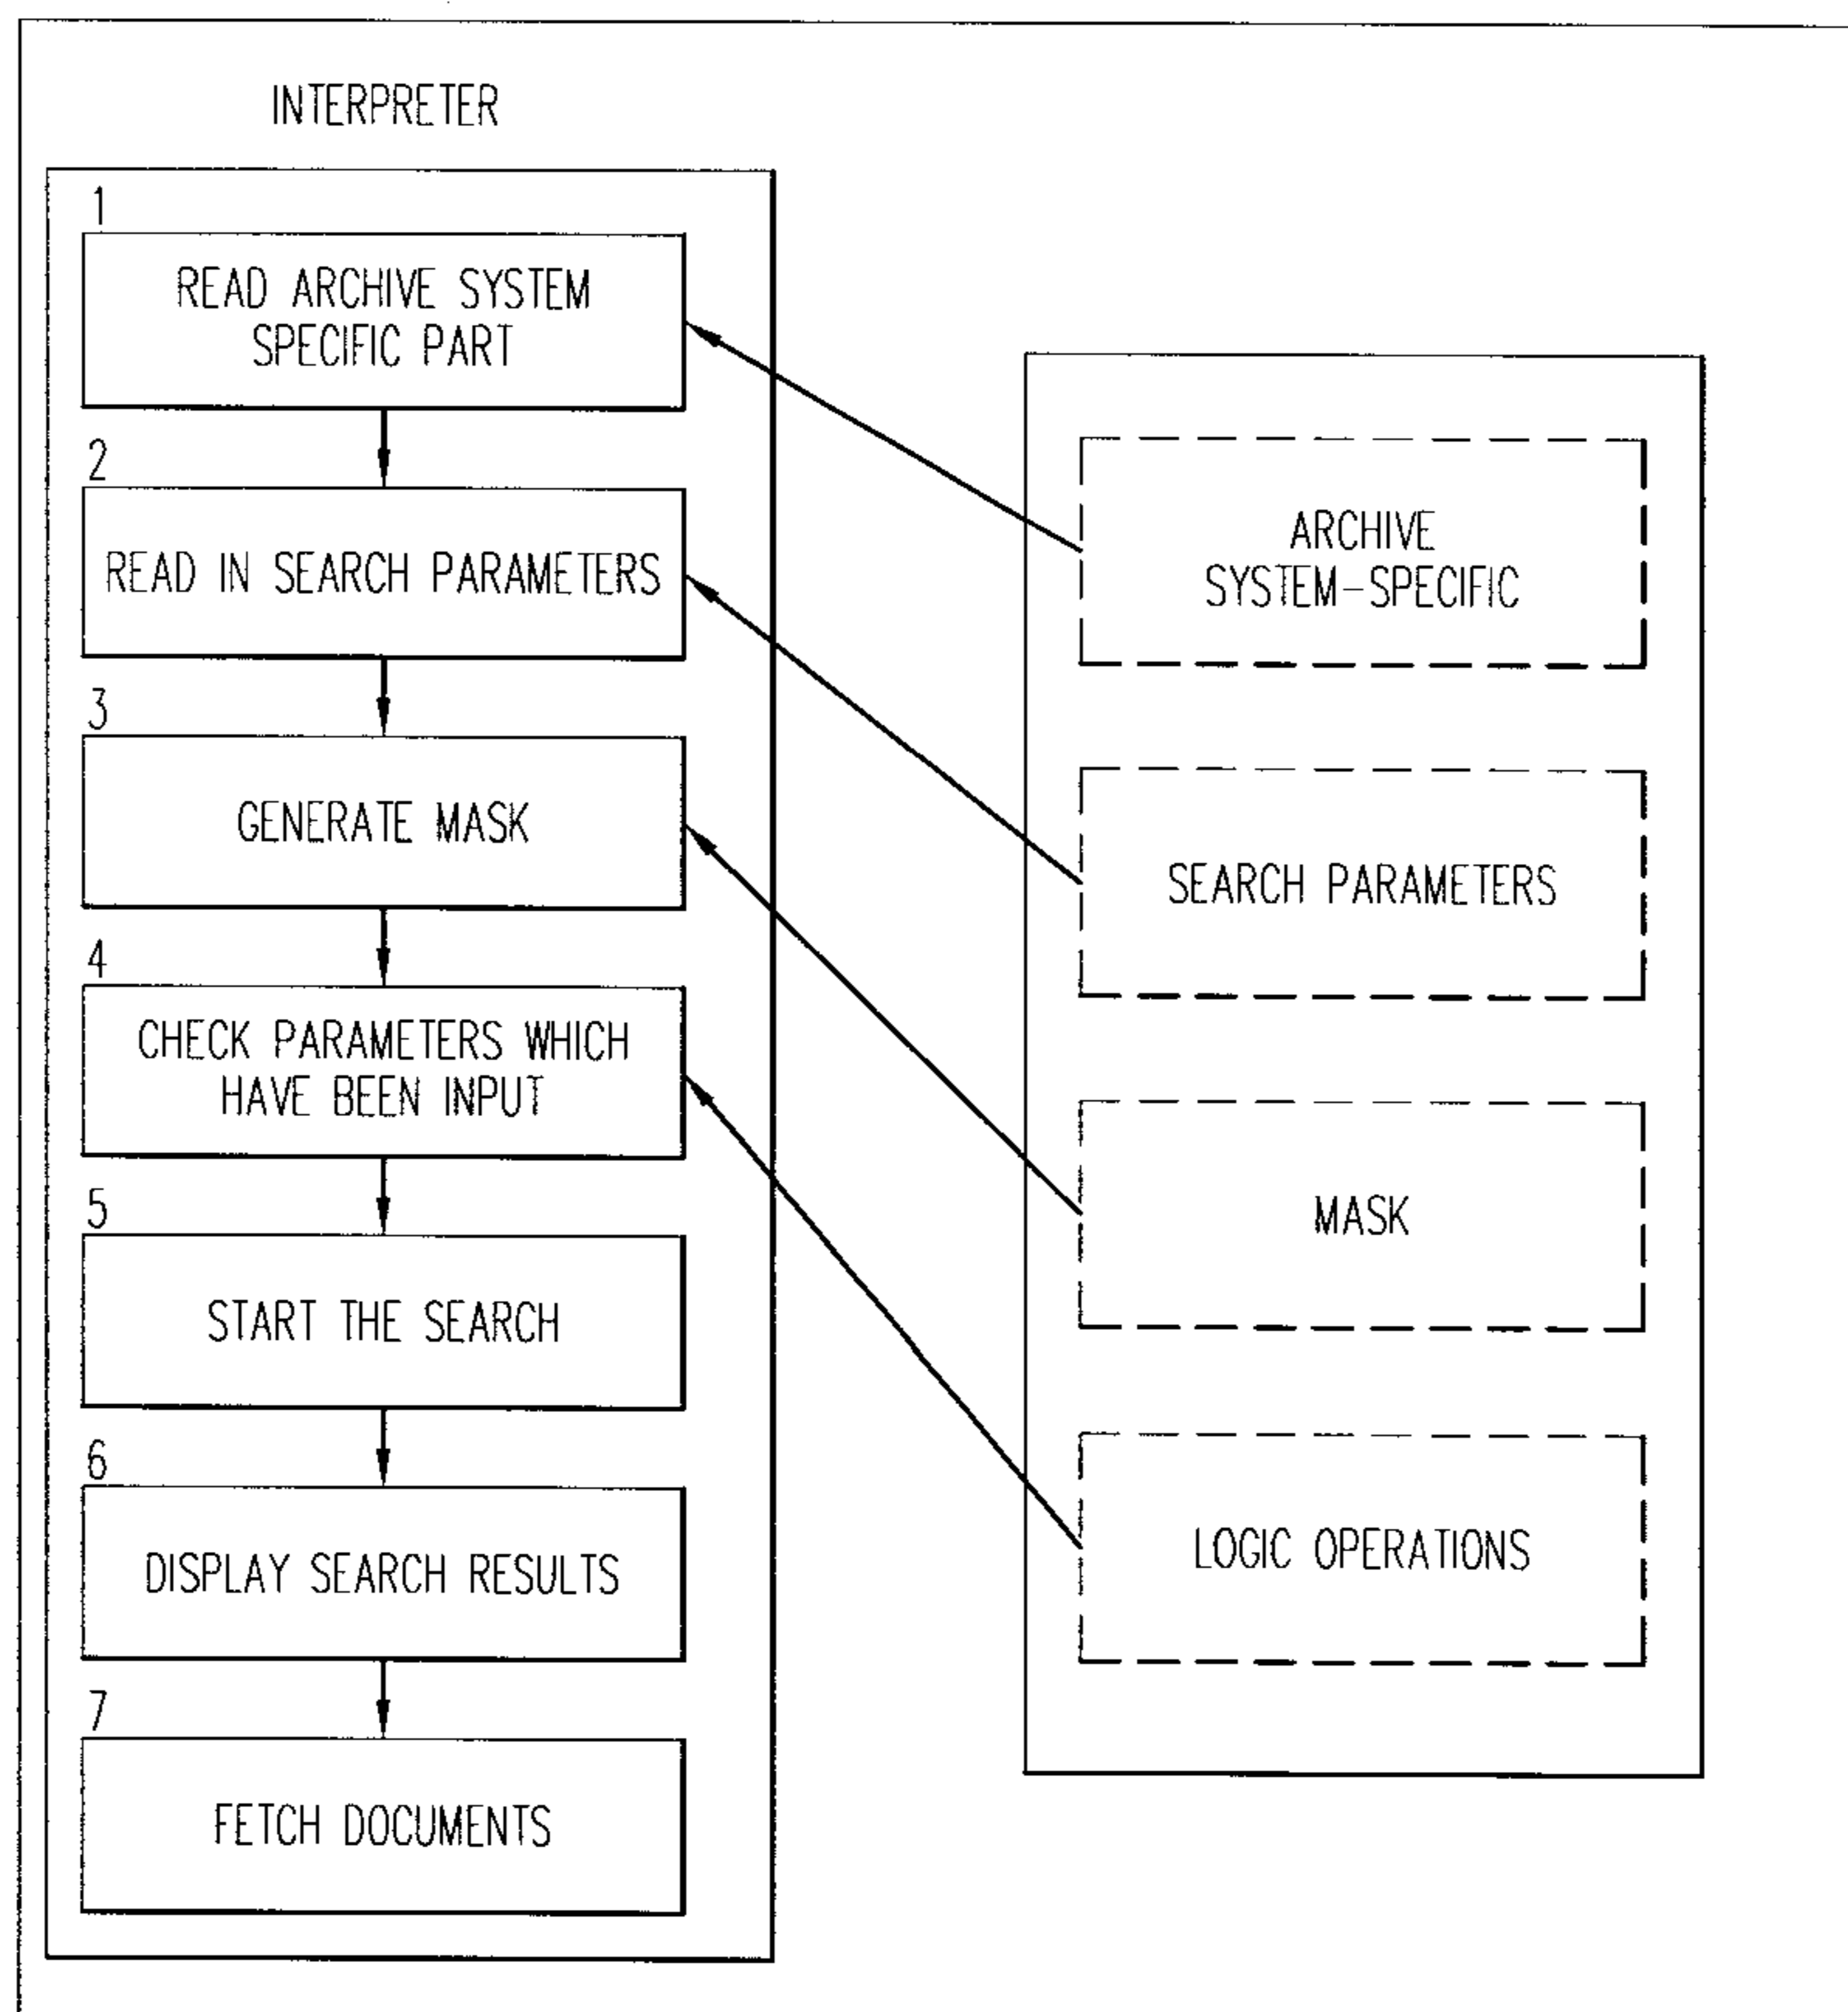 INTERPRETER
1
READ ARCHIVE SYSTEM
SPECIFIC PART
2
READ IN SEARCH PARAMETERS
3
GENERATE MASK
4
CHECK PARAMETERS WHICH
HAVE BEEN INPUT
5
START THE SEARCH
6
DISPLAY SEARCH RESULTS
7
FETCH DOCUMENTS
ARCHIVE
SYSTEM-SPECIFIC
SEARCH PARAMETERS
MASK
LOGIC OPERATIONS